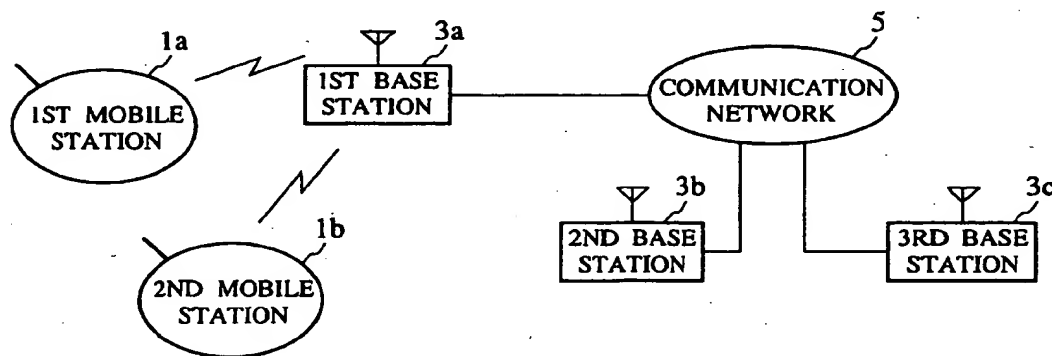 1a
1ST MOBILE
STATION
3a
1ST BASE
STATION
5
COMMUNICATION
NETWORK
1b
2ND MOBILE
STATION
3b
2ND BASE
STATION
3c
3RD BASE
STATION